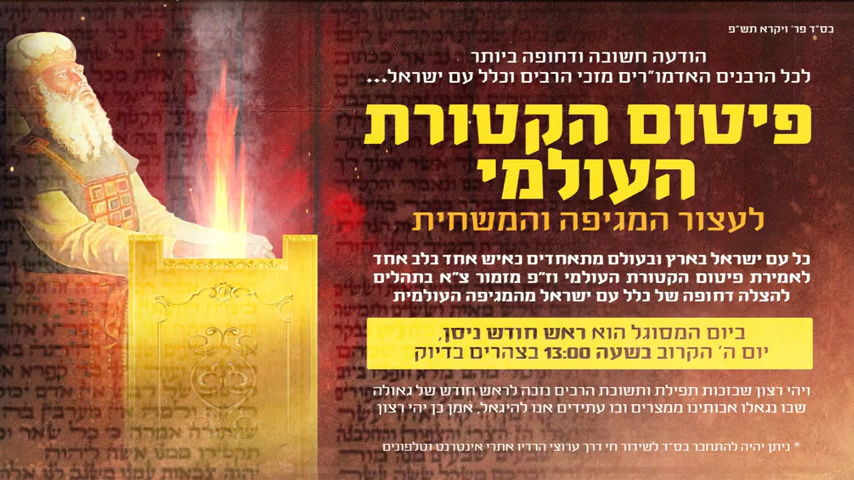 בס"ד פר' ויקרא תש"פ
הודעה חשובה ודחופה ביותר
לכל הרבנים האדמו"רים מזכי הרבים וכלל עם ישראל...
פיטום הקטורת
העולמי
לעצור המגיפה והמשחית
כל עם ישראל בארץ ובעולם מתאחדים כאיש אחד בלב אחד
לאמירת פיטום הקטורת העולמי וז"פ מזמור צ"א בתהלים
להצלה דחופה של כלל עם ישראל מהמגיפה העולמית
ביום המסוגל הוא ראש חודש ניסן,
יום ה' הקרוב בשעה 13:00 בצהרים בדיוק
ויהי רצון שבזכות תפילת ותשובת הרבים נזכה לראש חודש של גאולה
שבו נגאלו אבותינו ממצרים ובו עתידים אנו להיגאל, אמן כן יהי רצון
* ניתן יהיה להתחבר בס"ד לשידור חי דרך ערוצי הרדיו אתרי אינטרנט וטלפונים